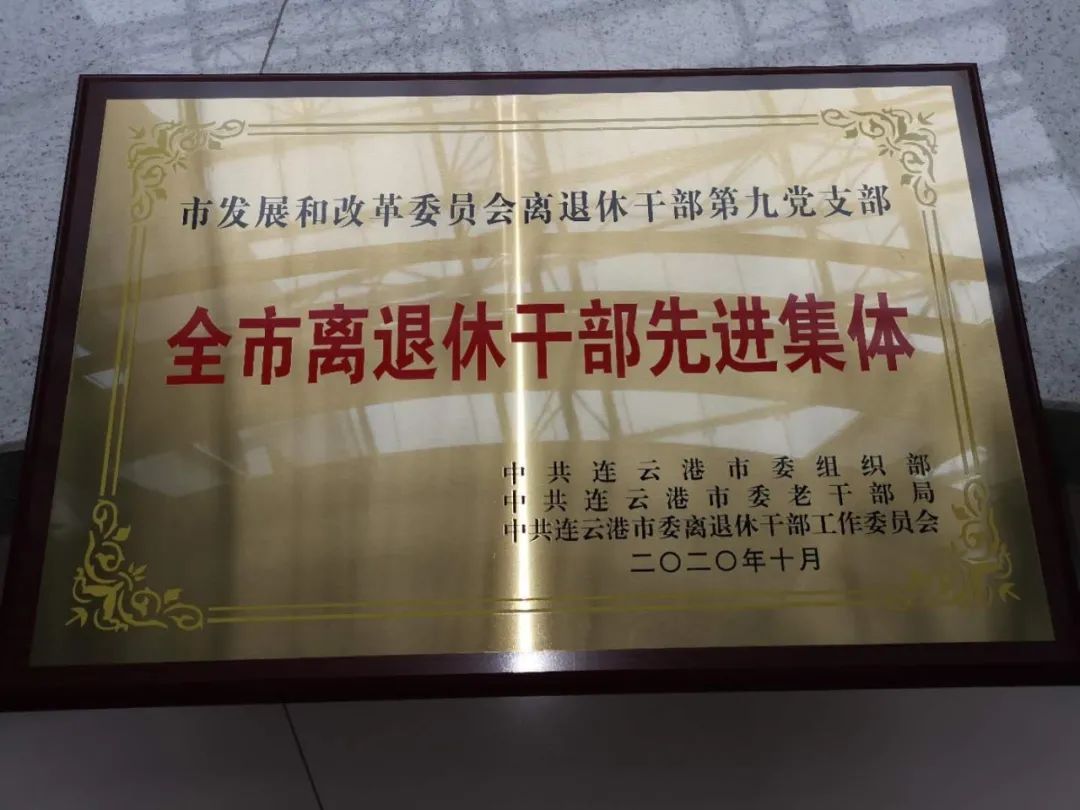 市发展和改革委员会离退休干部第九党支部
全市离退休干部先进集体
中共连云港市委组织部
中共连云港市委老干部局
中共连云港市委离退休干部工作委员会
二〇二〇年十月